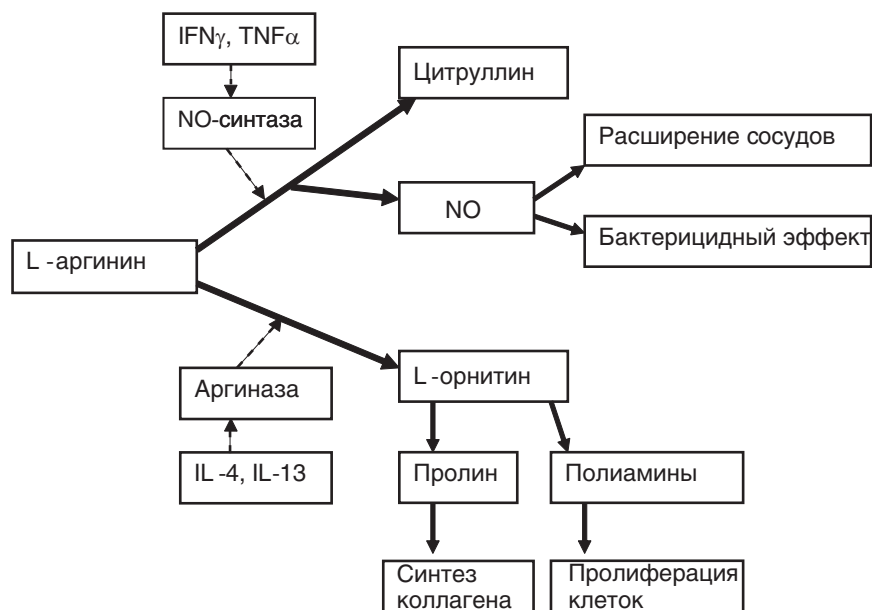 IFNγ, TNFα
Цитруллин
NO-синтаза
Расширение сосудов
NO
Бактерицидный эффект
L -аргинин
L -орнитин
Аргиназа
IL -4, IL-13
Пролин
Полиамины
Синтез
коллагена
Пролиферация
клеток